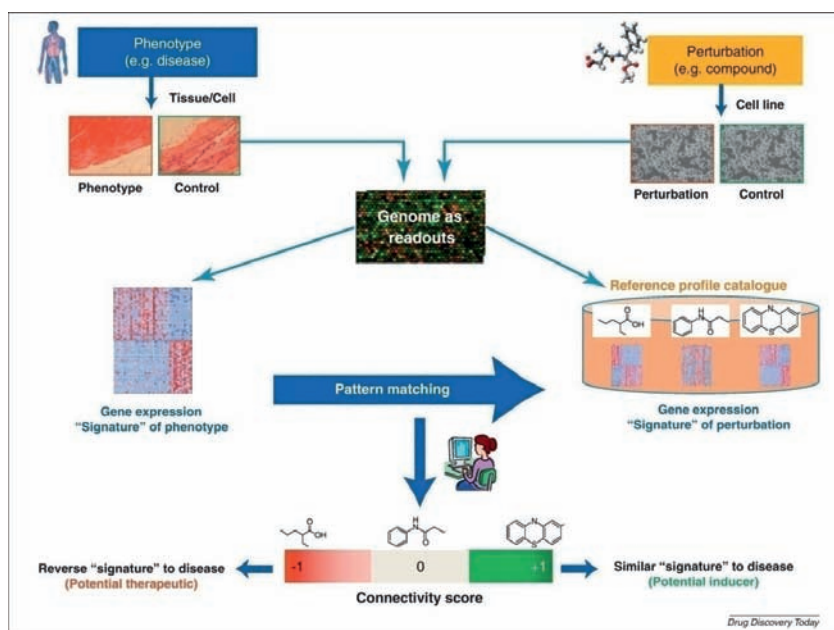 Phenotype
(e.g. disease)
Perturbation
(e.g. compound)
Tissue/Cell
Cell line
Phenotype
Control
Perturbation
Control
Genome as
readouts
Reference profile catalogue
O
OH
H
N
O
N
S
Pattern matching
Gene expression
“Signature” of phenotype
Gene expression
“Signature” of perturbation
O
OH
H
N
O
N
S
Reverse “signature” to disease
(Potential therapeutic)
-1
0
+1
Similar “signature” to disease
(Potential inducer)
Connectivity score
Drug Discovery Today